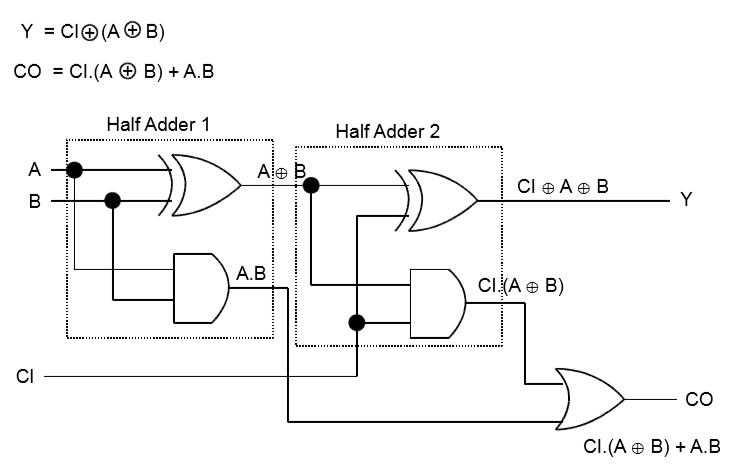 Y = CI⊕(A ⊕ B)
CO = CI.(A ⊕ B) + A.B
Half Adder 1
Half Adder 2
A
A ⊕ B
CI ⊕ A ⊕ B
B
Y
A.B
CI.(A ⊕ B)
CI
CO
CI.(A ⊕ B) + A.B